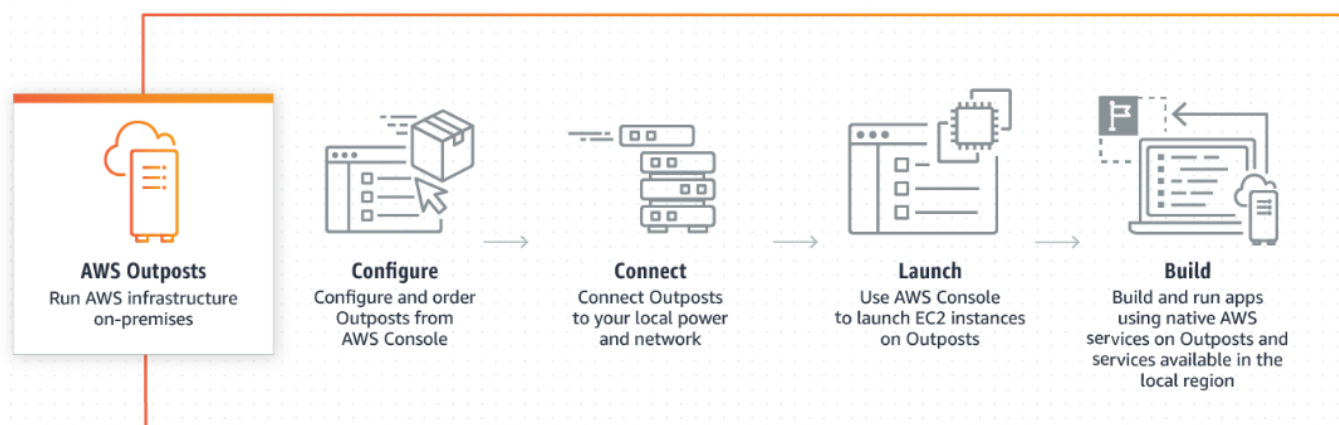 AWS Outposts
Run AWS infrastructure
on-premises
Configure
Configure and order
Outposts from
AWS Console
Connect
Connect Outposts
to your local power
and network
Launch
Use AWS Console
to launch EC2 instances
on Outposts
Build
Build and run apps
using native AWS
services on Outposts and
services available in the
local region